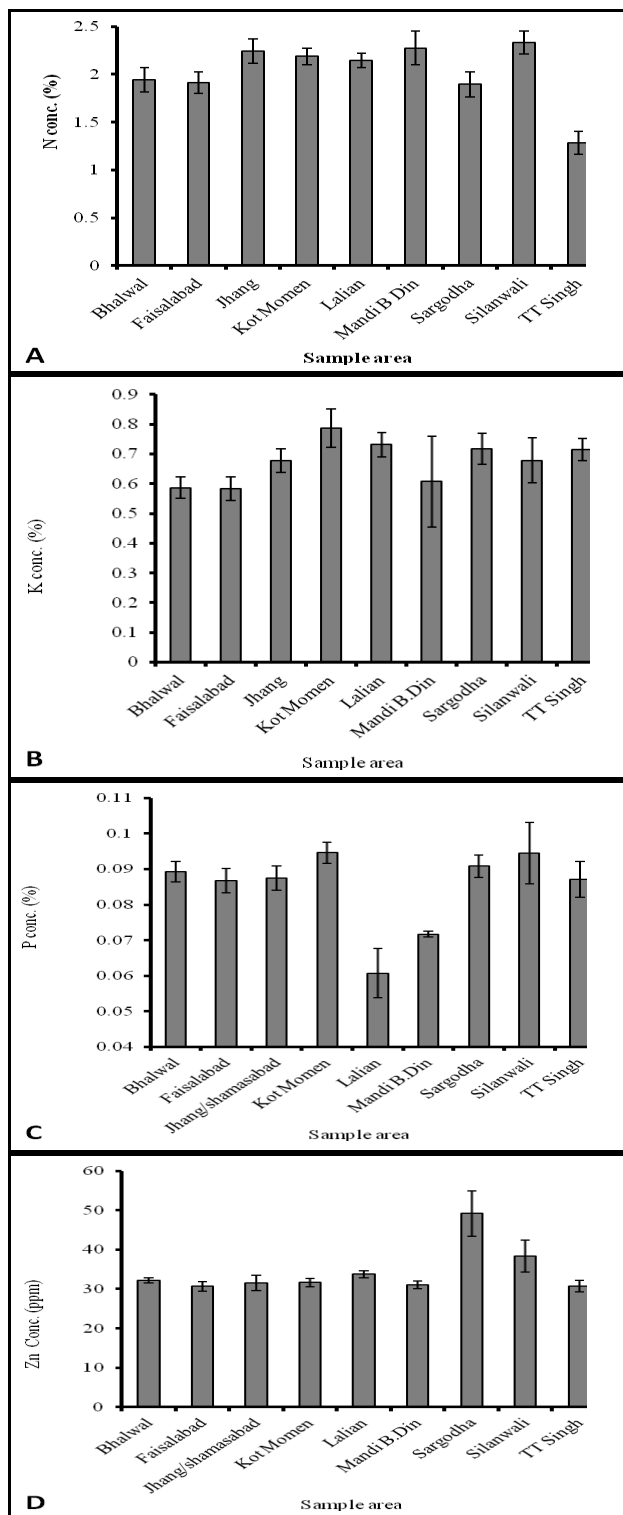 N conc. (%)
2.5
2
1.5
1
0.5
0
Bhalwal
Faisalabad
Jhang
Kot Momen
Lalian
Mandi B Din
Sargodha
Silanwali
TT Singh
Sample area
A
K conc. (%)
0.9
0.8
0.7
0.6
0.5
0.4
0.3
0.2
0.1
0
Bhalwal
Faisalabad
Jhang
Kot Momen
Lalian
Mandi B.Din
Sargodha
Silanwali
TT Singh
Sample area
B
P conc. (%)
0.11
0.1
0.09
0.08
0.07
0.06
0.05
0.04
Bhalwal
Faisalabad
Jhang/shamasabad
Kot Momen
Lalian
Mandi B.Din
Sargodha
Silanwali
TT Singh
Sample area
C
Zn Conc. (ppm)
60
50
40
30
20
10
0
Bhalwal
Faisalabad
Jhang/shamasabad
Kot Momen
Lalian
Mandi B.Din
Sargodha
Silanwali
TT Singh
Sample area
D